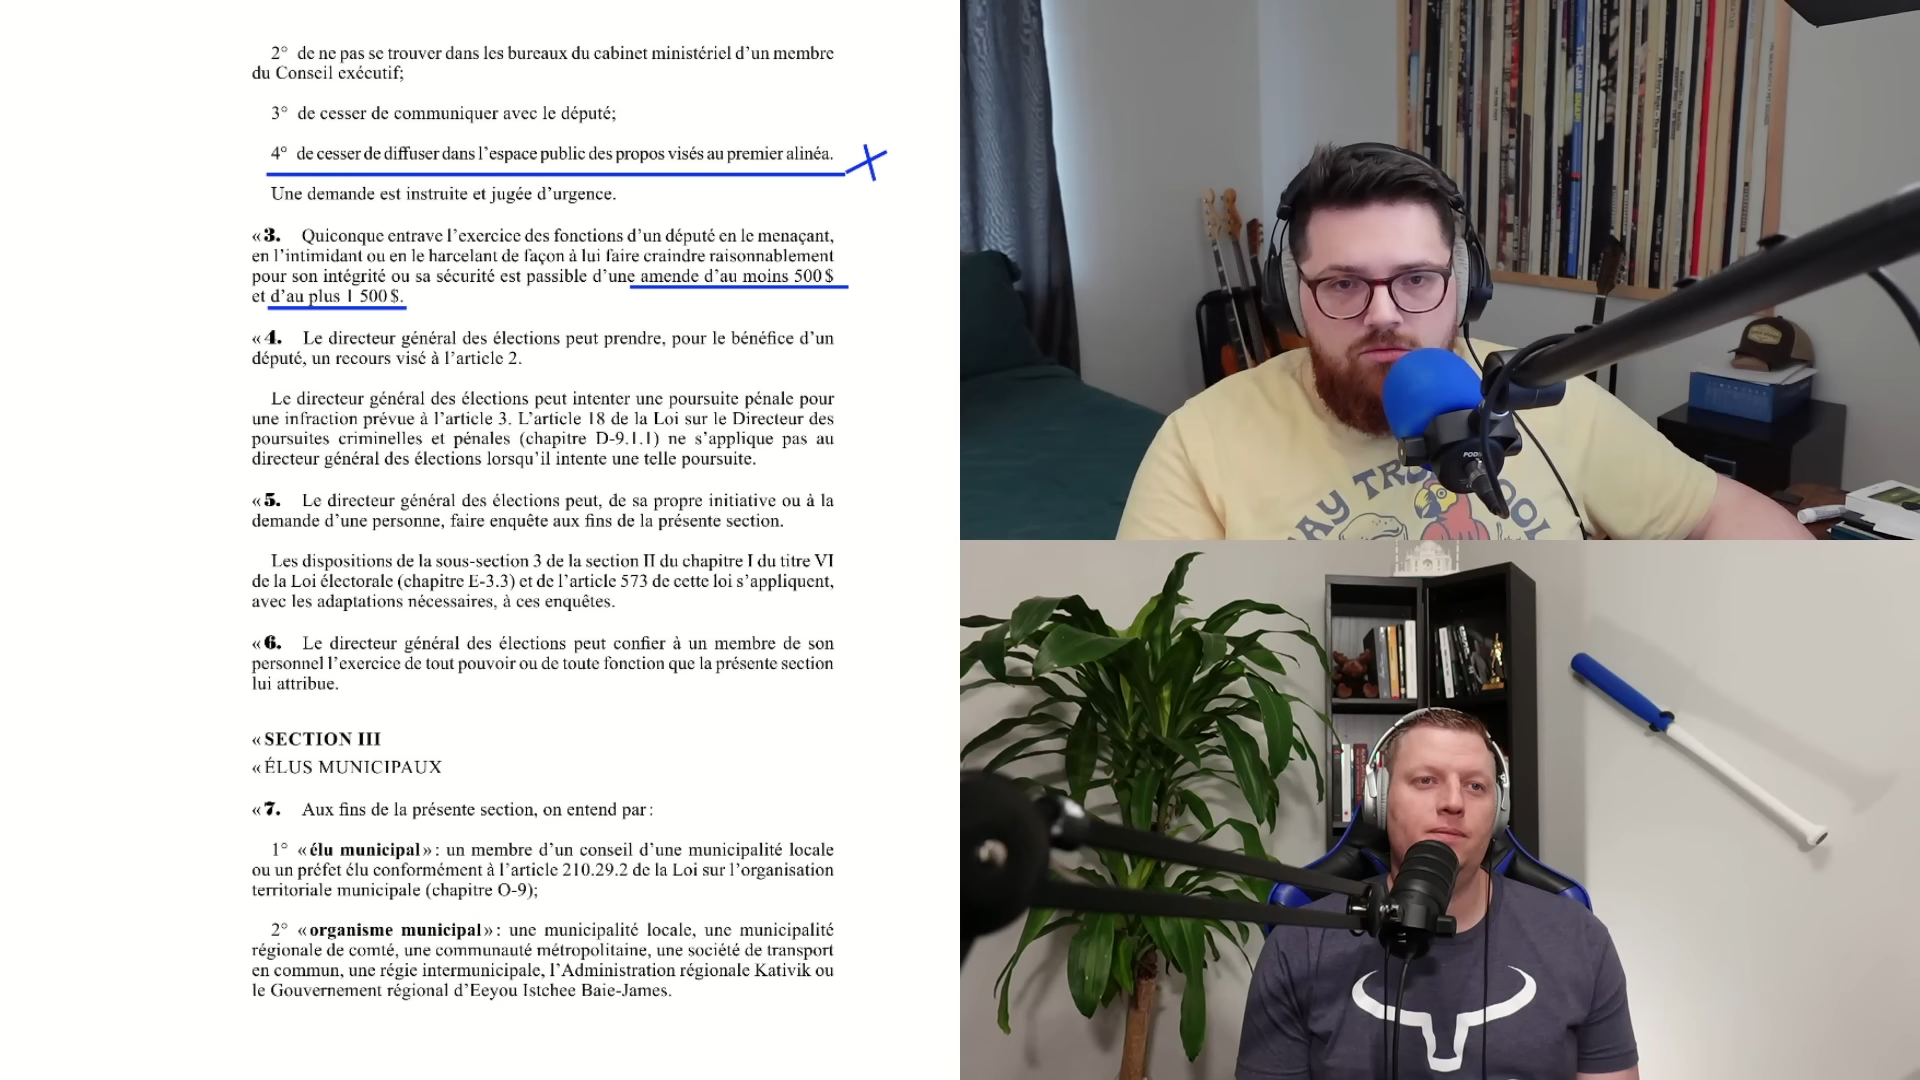 2° de ne pas se trouver dans les bureaux du cabinet ministériel d’un membre
du Conseil exécutif;
3° de cesser de communiquer avec le député;
4° de cesser de diffuser dans l’espace public des propos visés au premier alinéa.
Une demande est instruite et jugée d’urgence.
«3. Quiconque entrave l’exercice des fonctions d’un député en le menaçant,
en l’intimidant ou en le harcelant de façon à lui faire craindre raisonnablement
pour son intégrité ou sa sécurité est passible d’une amende d’au moins 500 $
et d’au plus 1 500 $.
«4. Le directeur général des élections peut prendre, pour le bénéfice d’un
député, un recours visé à l’article 2.
Le directeur général des élections peut intenter une poursuite pénale pour
une infraction prévue à l’article 3. L’article 18 de la Loi sur le Directeur des
poursuites criminelles et pénales (chapitre D-9.1.1) ne s’applique pas au
directeur général des élections lorsqu’il intente une telle poursuite.
«5. Le directeur général des élections peut, de sa propre initiative ou à la
demande d’une personne, faire enquête aux fins de la présente section.
Les dispositions de la sous-section 3 de la section II du chapitre I du titre VI
de la Loi électorale (chapitre E-3.3) et de l’article 573 de cette loi s’appliquent,
avec les adaptations nécessaires, à ces enquêtes.
«6. Le directeur général des élections peut confier à un membre de son
personnel l’exercice de tout pouvoir ou de toute fonction que la présente section
lui attribue.
«SECTION III
«ÉLUS MUNICIPAUX
«7. Aux fins de la présente section, on entend par :
1° «élu municipal» : un membre d’un conseil d’une municipalité locale
ou un préfet élu conformément à l’article 210.29.2 de la Loi sur l’organisation
territoriale municipale (chapitre O-9);
2° «organisme municipal» : une municipalité locale, une municipalité
régionale de comté, une communauté métropolitaine, une société de transport
en commun, une régie intermunicipale, l’Administration régionale Kativik ou
le Gouvernement régional d’Eeyou Istchee Baie-James.